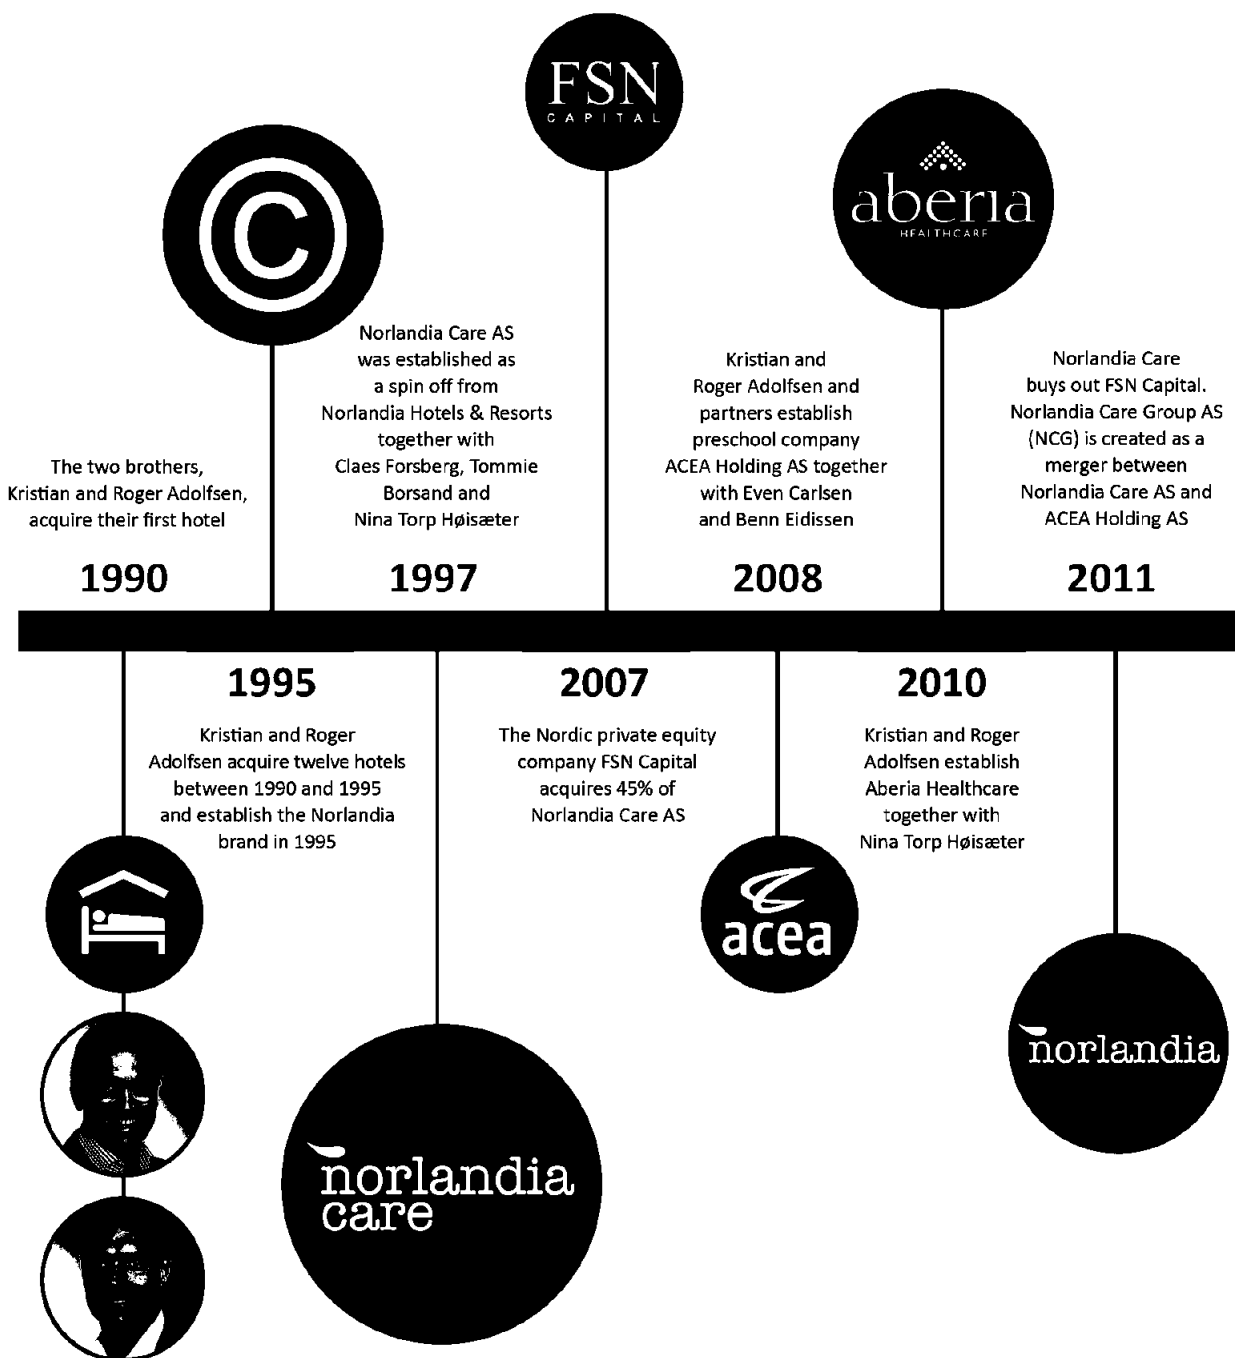 FSN
CAPITAL
aberia
HEALTHCARE
©
The two brothers,
Kristian and Roger Adolfsen,
acquire their first hotel
1990
Norlandia Care AS
was established as
a spin off from
Norlandia Hotels & Resorts
together with
Claes Forsberg, Tommie
Borsand and
Nina Torp Høisæter
1997
Kristian and
Roger Adolfsen and
partners establish
preschool company
ACEA Holding AS together
with Even Carlsen
and Benn Eidissen
2008
Norlandia Care
buys out FSN Capital.
Norlandia Care Group AS
(NCG) is created as a
merger between
Norlandia Care AS and
ACEA Holding AS
2011
1995
Kristian and Roger
Adolfsen acquire twelve hotels
between 1990 and 1995
and establish the Norlandia
brand in 1995
2007
The Nordic private equity
company FSN Capital
acquires 45% of
Norlandia Care AS
2010
Kristian and Roger
Adolfsen establish
Aberia Healthcare
together with
Nina Torp Høisæter
acea
norlandia
norlandia
care